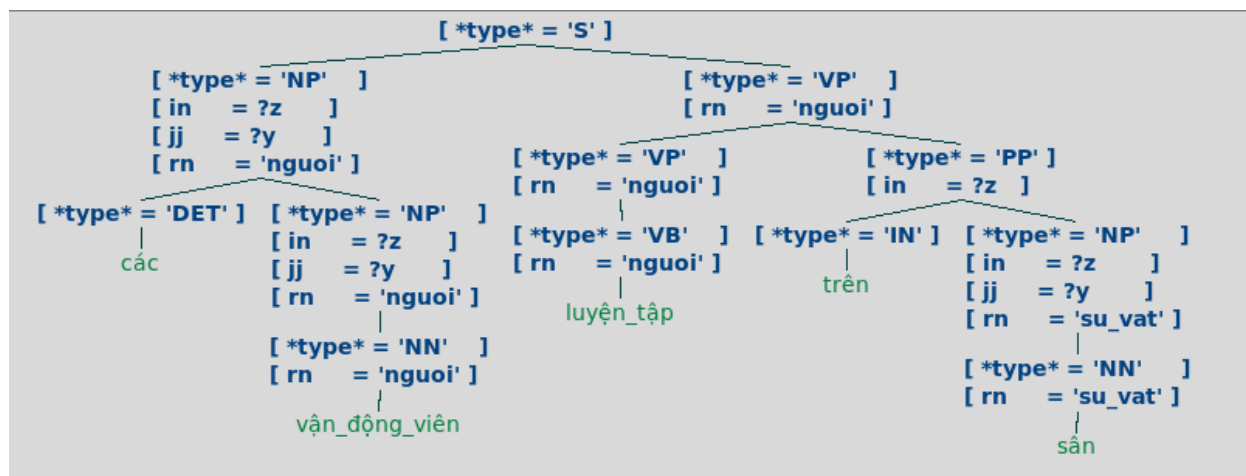 [ *type* = 'S' ]
[ *type* = 'NP' ]
[ in = ?z ]
[ jj = ?y ]
[ rn = 'nguoi' ]
[ *type* = 'VP' ]
[ rn = 'nguoi' ]
[ *type* = 'DET' ]
các
[ *type* = 'NP' ]
[ in = ?z ]
[ jj = ?y ]
[ rn = 'nguoi' ]
[ *type* = 'NN' ]
[ rn = 'nguoi' ]
vận_động_viên
[ *type* = 'VP' ]
[ rn = 'nguoi' ]
[ *type* = 'VB' ]
[ rn = 'nguoi' ]
luyện_tập
[ *type* = 'PP' ]
[ in = ?z ]
[ *type* = 'IN' ]
trên
[ *type* = 'NP' ]
[ in = ?z ]
[ jj = ?y ]
[ rn = 'su_vat' ]
[ *type* = 'NN' ]
[ rn = 'su_vat' ]
sân